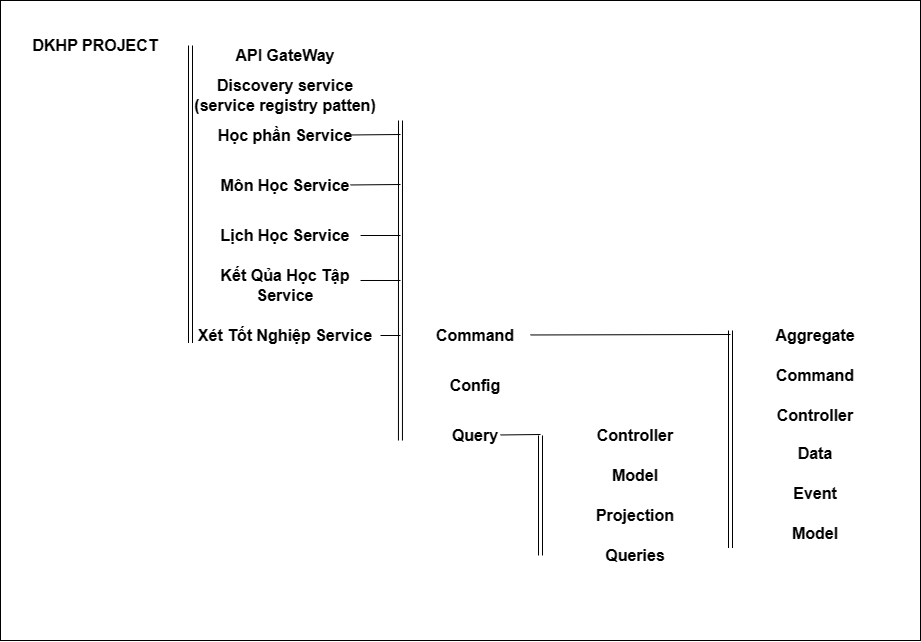 DKHP PROJECT
API GateWay
Discovery service
(service registry patten)
Học phần Service
Môn Học Service
Lịch Học Service
Kết Qủa Học Tập
Service
Xét Tốt Nghiệp Service
Command
Config
Query
Controller
Model
Projection
Queries
Aggregate
Command
Controller
Data
Event
Model